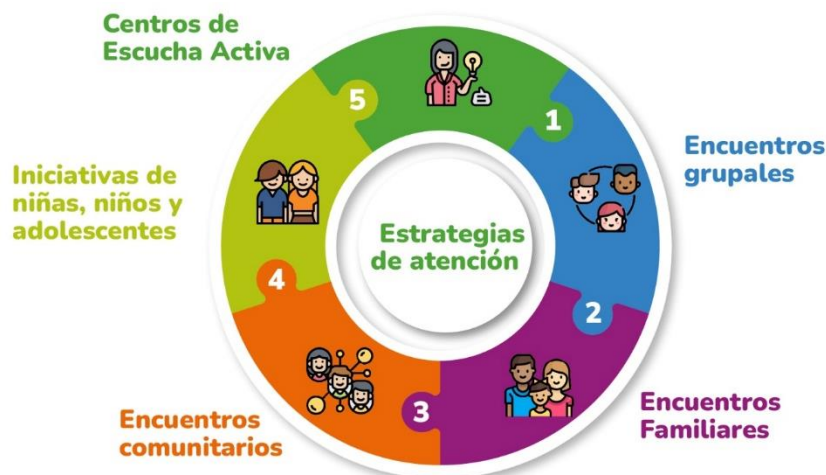 Centros de
Escucha Activa
1
Encuentros
grupales
2
Encuentros
Familiares
3
Encuentros
comunitarios
4
Iniciativas de
niñas, niños y
adolescentes
5
Estrategias
de atención